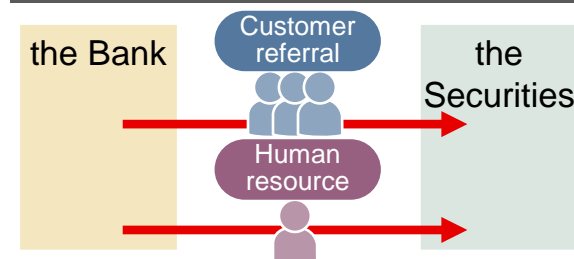 the Bank
Customer
referral
the
Securities
Human
resource